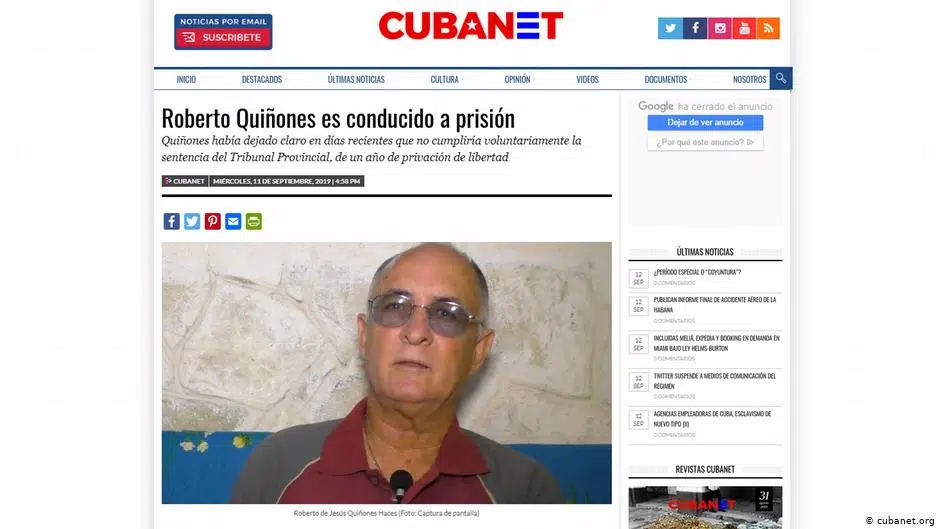 NOTICIAS POR EMAIL
SUSCRIBETE
CUBANET
INICIO
DESTACADOS
ÚLTIMAS NOTICIAS
CULTURA
OPINIÓN
VIDEOS
DOCUMENTOS
NOSOTROS
Roberto Quiñones es conducido a prisión
Quiñones había dejado claro en días recientes que no cumpliría voluntariamente la
sentencia del Tribunal Provincial, de un año de privación de libertad
CUBANET | MIÉRCOLES, 11 DE SEPTIEMBRE, 2019 | 4:58 PM
Roberto de Jesús Quiñones Haces (Foto: Captura de pantalla)
Google ha cerrado el anuncio
Dejar de ver anuncio
¿Por qué este anuncio?
ÚLTIMAS NOTICIAS
12
SEP
¿PERÍODO ESPECIAL O "COYUNTURA"?
0 COMENTARIOS
12
SEP
PUBLICAN INFORME FINAL DE ACCIDENTE AÉREO DE LA
HABANA
0 COMENTARIOS
12
SEP
INCLUIDAS MELIÁ, EXPEDIA Y BOOKING EN DEMANDA EN
MIAMI BAJO LEY HELMS-BURTON
0 COMENTARIOS
12
SEP
TWITTER SUSPENDE A MEDIOS DE COMUNICACIÓN DEL
RÉGIMEN
0 COMENTARIOS
12
SEP
AGENCIAS EMPLEADORAS DE CUBA, ESCLAVISMO DE
NUEVO TIPO (II)
0 COMENTARIOS
REVISTAS CUBANET
CUBANET
31
© cubanet.org